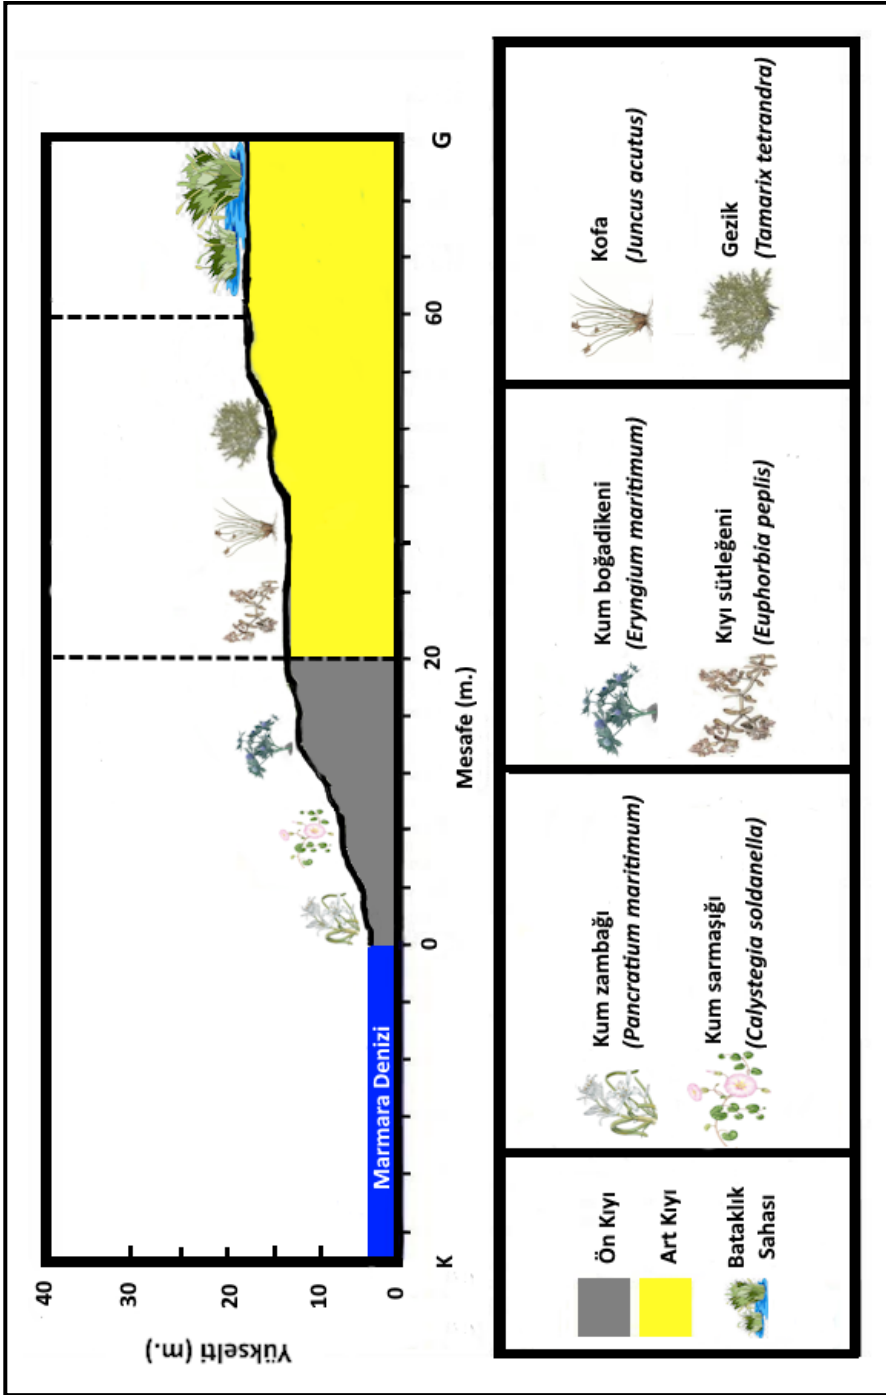 Yükselti (m.)
40
30
20
10
0
Marmara Denizi
K
0
20
60
G
Mesafe (m.)
Ön Kıyı
Art Kıyı
Bataklık
Sahası
Kum zambağı
(Pancratium maritimum)
Kum sarmaşığı
(Calystegia soldanella)
Kum boğadikeni
(Eryngium maritimum)
Kıyı sütleğeni
(Euphorbia peplis)
Kofa
(Juncus acutus)
Gezik
(Tamarix tetrandra)